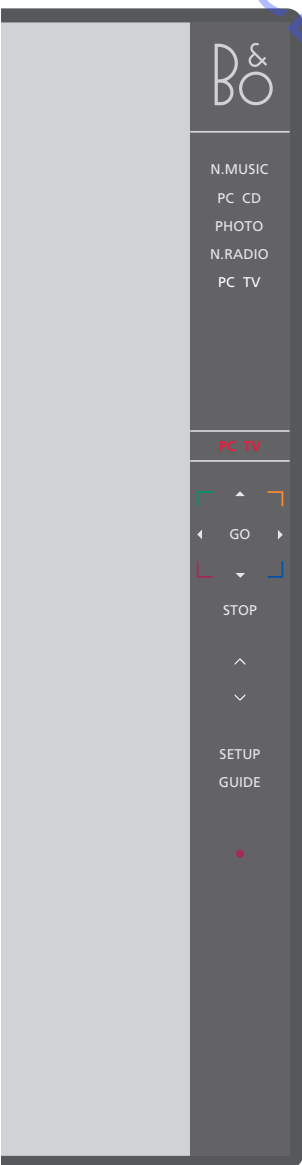 B&O
N.MUSIC
PC CD
PHOTO
N.RADIO
PC TV
PC TV
GO
STOP
SETUP
GUIDE